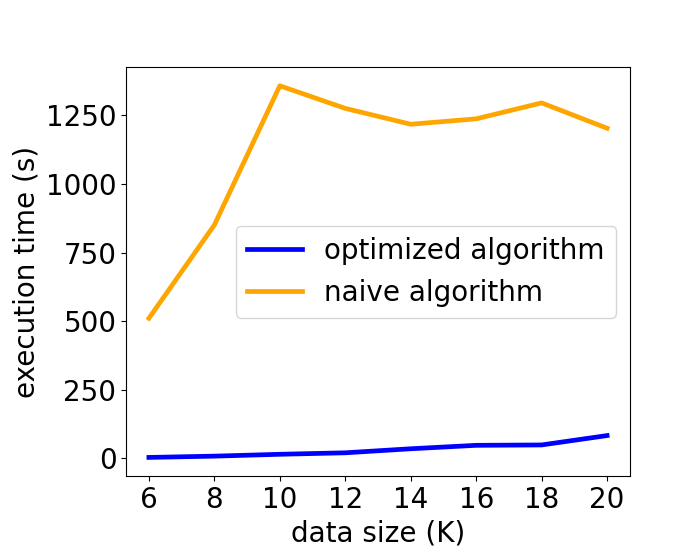 execution time (s)
1250
1000
750
500
250
0
optimized algorithm
naive algorithm
6 8 10 12 14 16 18 20
data size (K)